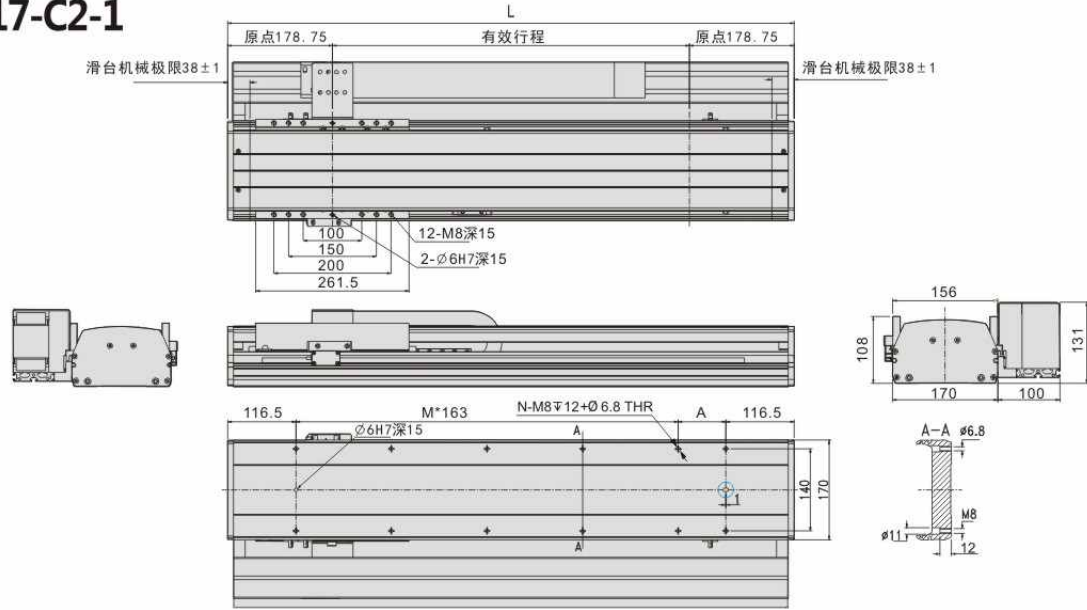 17-C2-1
L
原点178.75
有效行程
原点178.75
滑台机械极限38±1
滑台机械极限38±1
100
12-M8深15
150
2-∅6H7深15
200
261.5
156
108
131
170
100
116.5
M*163
N-M8↧12+Ø6.8 THR
A
116.5
∅6H7深15
A
A
1
140
170
A-A
ø6.8
M8
ø11
12